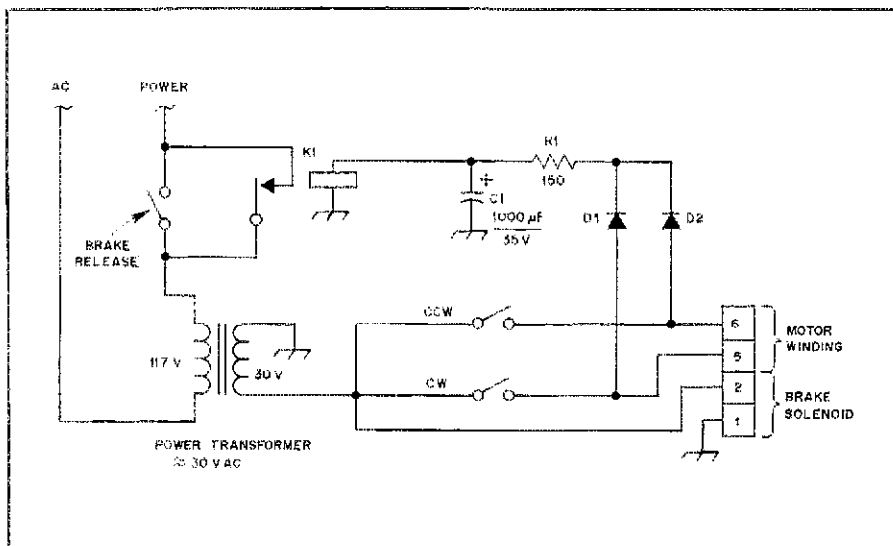 AC
POWER
K1
R1
150
+
C1
1000 µF
35 V
D1
D2
BRAKE
RELEASE
CCW
CW
117 V
30 V
6
5
2
1
MOTOR
WINDING
BRAKE
SOLENOID
POWER TRANSFORMER
≈ 30 V AC